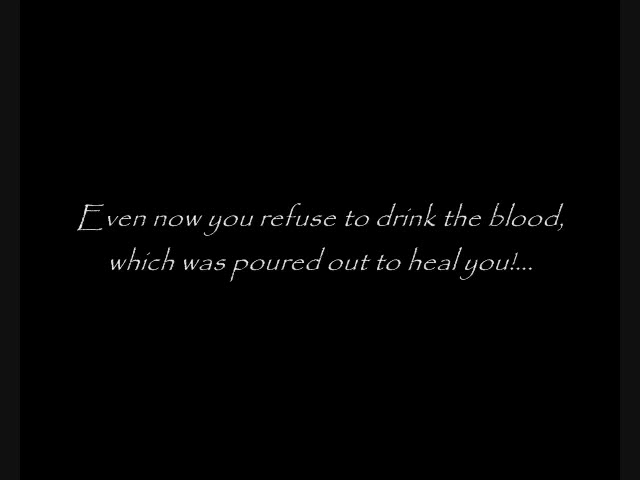 Even now you refuse to drink the blood,
which was poured out to heal you!...